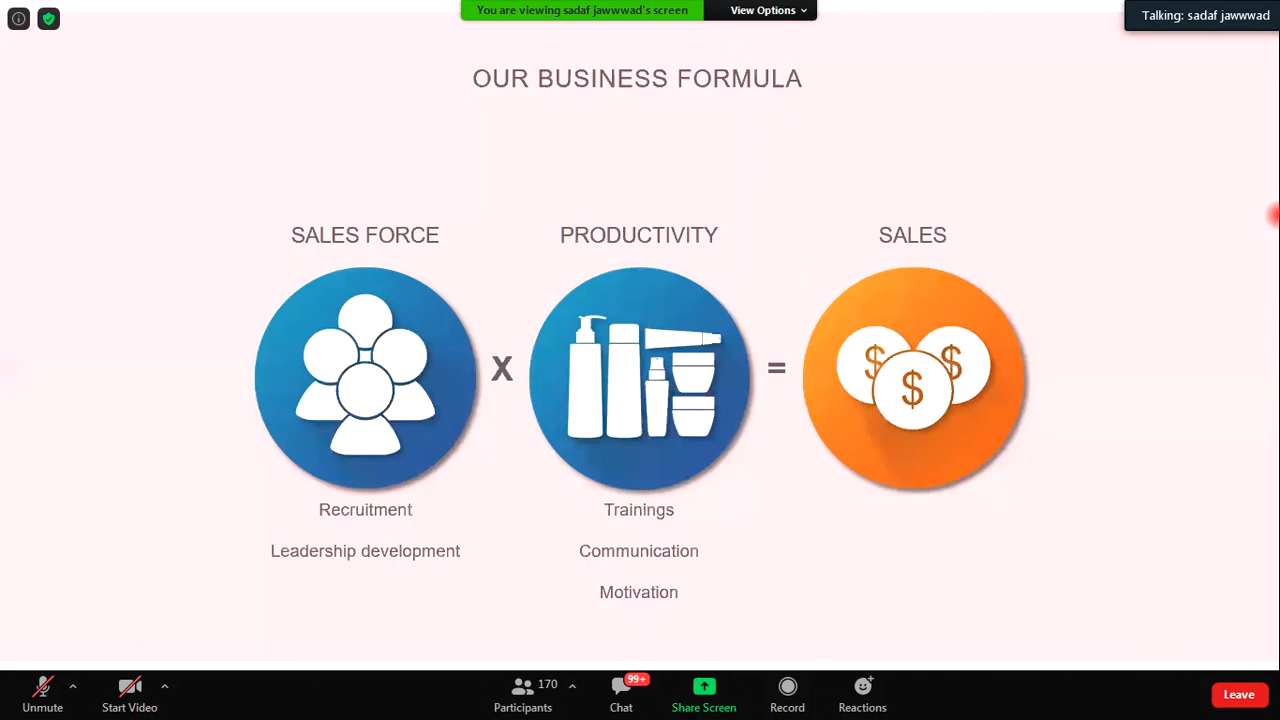 You are viewing sadaf jawwwad's screen
View Options
Talking: sadaf jawwwad
OUR BUSINESS FORMULA
SALES FORCE
PRODUCTIVITY
SALES
X
=
$ $ $
Recruitment
Trainings
Leadership development
Communication
Motivation
170
99+
Unmute
Start Video
Participants
Chat
Share Screen
Record
Reactions
Leave